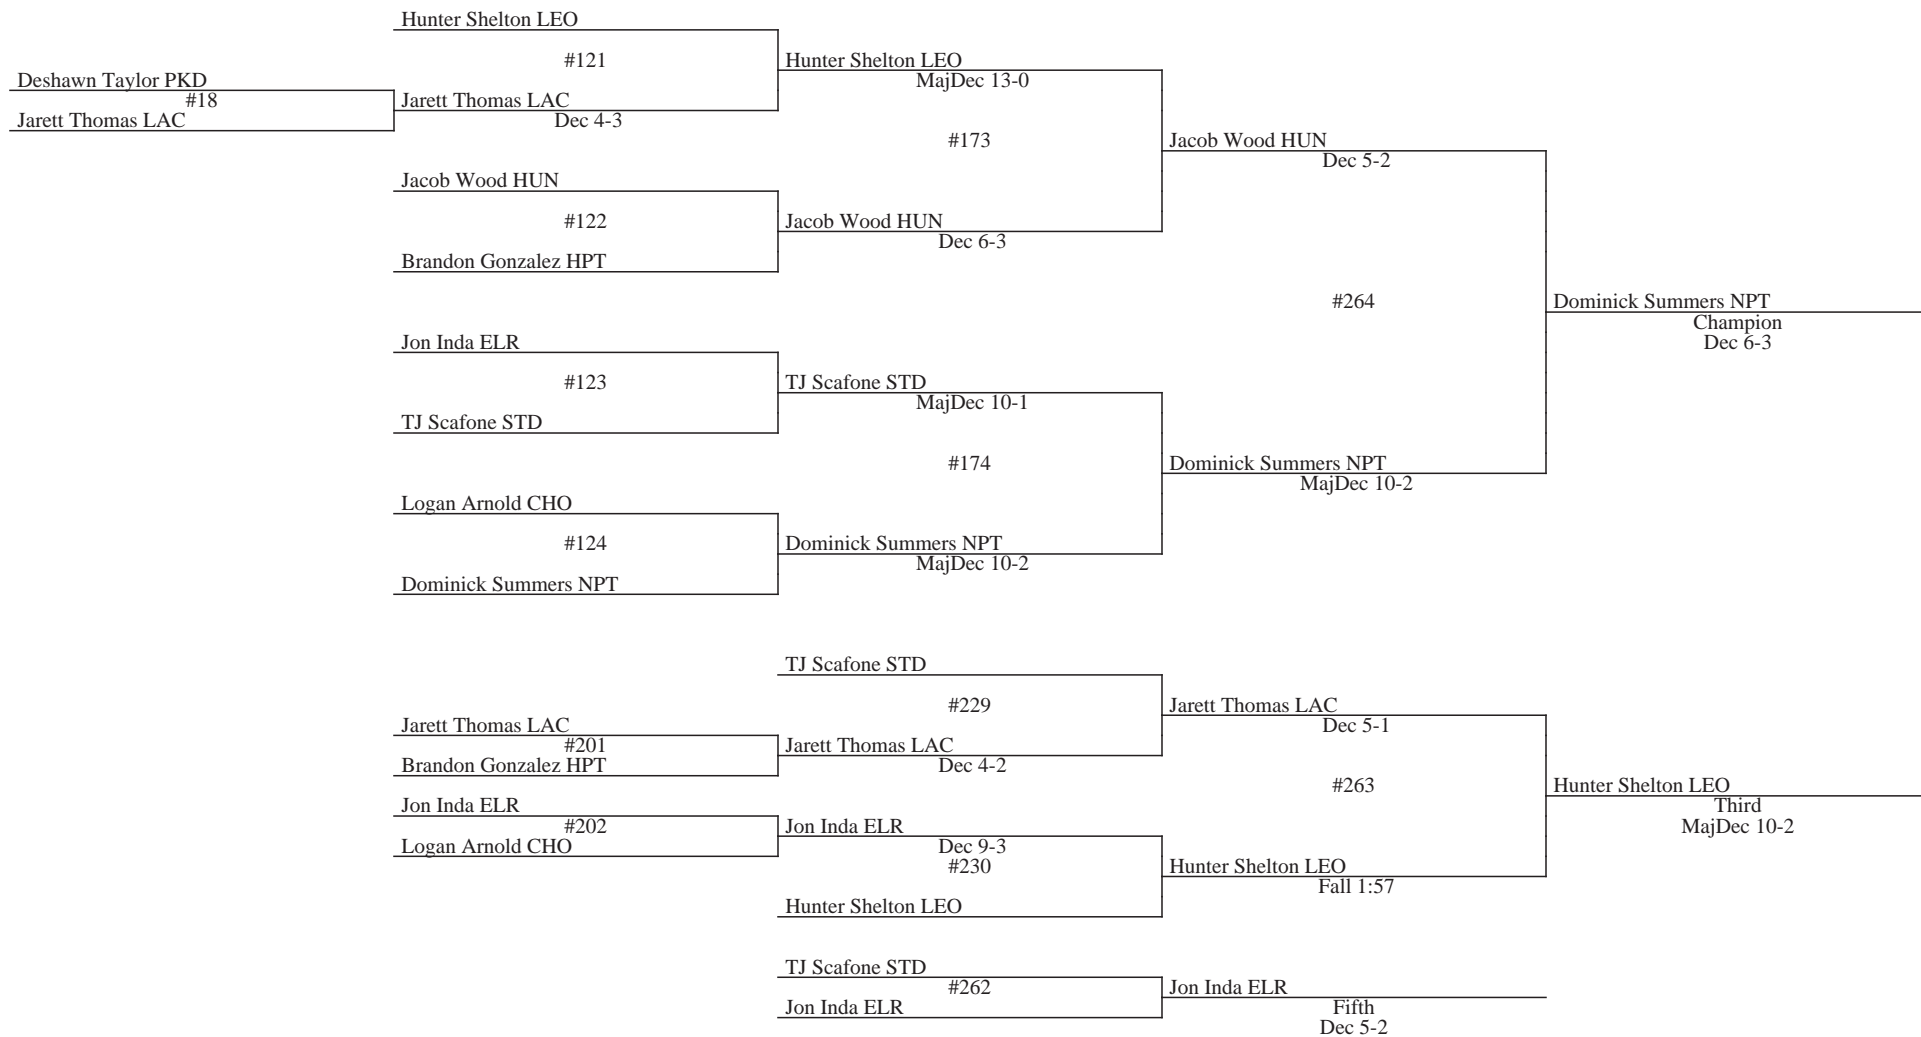 Hunter Shelton LEO
#121
Hunter Shelton LEO
MajDec 13-0
Deshawn Taylor PKD
#18
Jarett Thomas LAC
Jarett Thomas LAC
Dec 4-3
#173
Jacob Wood HUN
Dec 5-2
Jacob Wood HUN
#122
Jacob Wood HUN
Dec 6-3
Brandon Gonzalez HPT
#264
Dominick Summers NPT
Champion
Dec 6-3
Jon Inda ELR
#123
TJ Scafone STD
MajDec 10-1
TJ Scafone STD
#174
Dominick Summers NPT
MajDec 10-2
Logan Arnold CHO
#124
Dominick Summers NPT
MajDec 10-2
Dominick Summers NPT
TJ Scafone STD
#229
Jarett Thomas LAC
Dec 5-1
Jarett Thomas LAC
#201
Brandon Gonzalez HPT
Jarett Thomas LAC
Dec 4-2
#263
Hunter Shelton LEO
Third
MajDec 10-2
Jon Inda ELR
#202
Logan Arnold CHO
Jon Inda ELR
Dec 9-3
#230
Hunter Shelton LEO
Fall 1:57
Hunter Shelton LEO
TJ Scafone STD
#262
Jon Inda ELR
Jon Inda ELR
Fifth
Dec 5-2